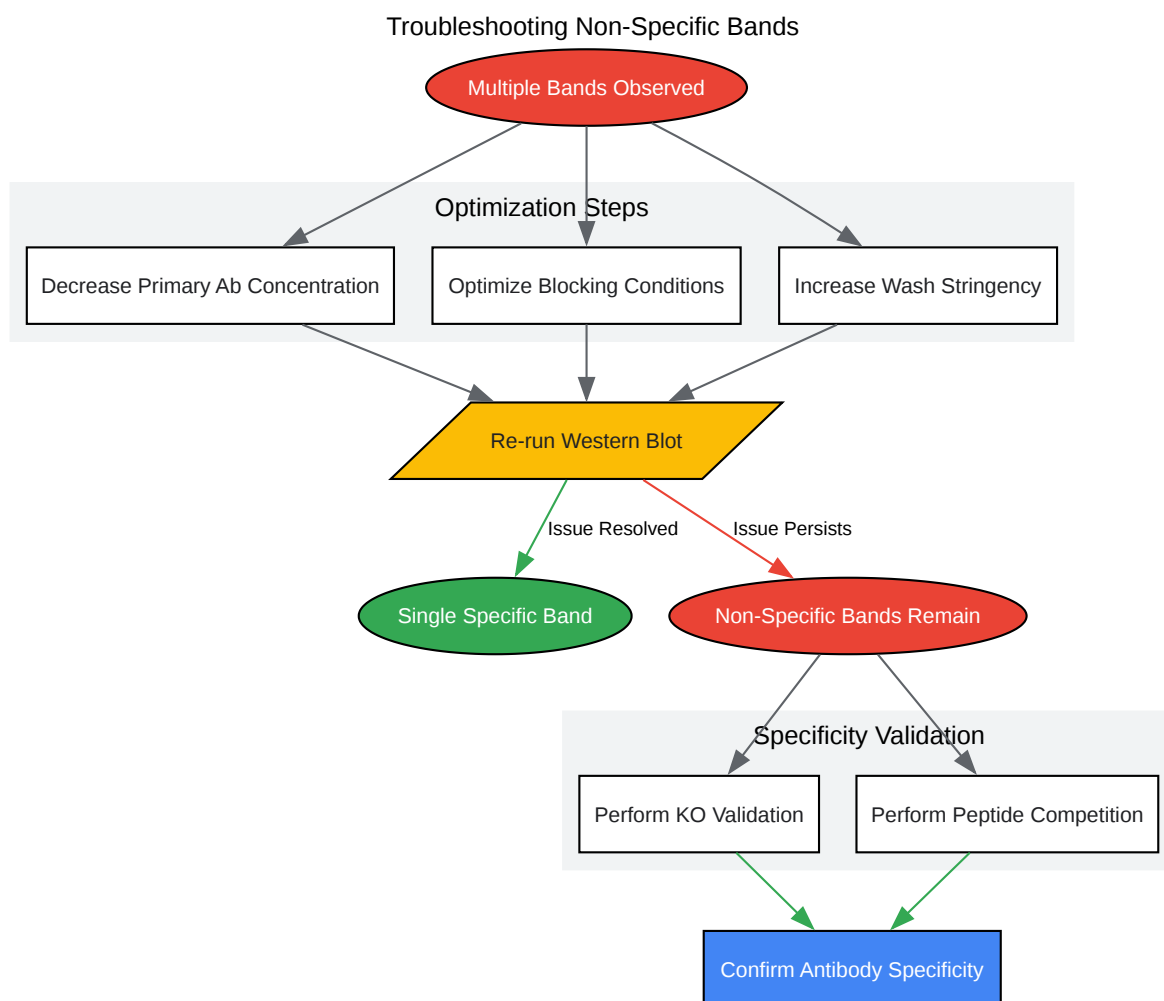 Troubleshooting Non-Specific Bands
Multiple Bands Observed
Optimization Steps
Decrease Primary Ab Concentration
Optimize Blocking Conditions
Increase Wash Stringency
Re-run Western Blot
Issue Resolved
Issue Persists
Single Specific Band
Non-Specific Bands Remain
Specificity Validation
Perform KO Validation
Perform Peptide Competition
Confirm Antibody Specificity